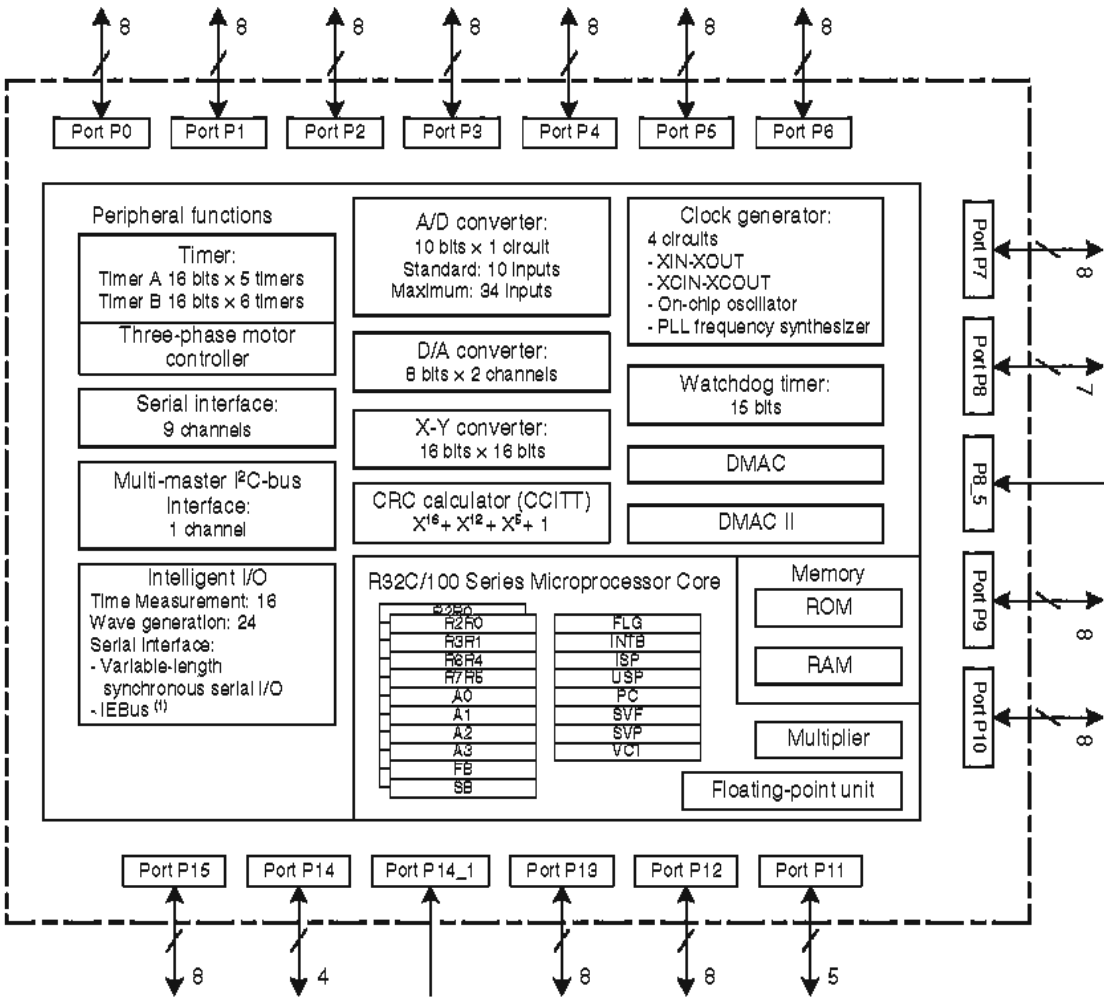 8 8 8 8 8 8 8
Port P0 Port P1 Port P2 Port P3 Port P4 Port P5 Port P6
Peripheral functions
Timer:
Timer A 16 bits × 5 timers
Timer B 16 bits × 6 timers
Three-phase motor
controller
Serial interface:
9 channels
Multi-master I²C-bus
Interface:
1 channel
Intelligent I/O
Time Measurement: 16
Wave generation: 24
Serial Interface:
- Variable-length
synchronous serial I/O
- IEBus (1)
A/D converter:
10 bits × 1 circuit
Standard: 10 inputs
Maximum: 34 inputs
D/A converter:
8 bits × 2 channels
X-Y converter:
16 bits × 16 bits
CRC calculator (CCITT)
X¹⁶ + X¹² + X⁵ + 1
Clock generator:
4 circuits
- XIN-XOUT
- XCIN-XCOUT
- On-chip oscillator
- PLL frequency synthesizer
Watchdog timer:
15 bits
DMAC
DMAC II
R32C/100 Series Microprocessor Core
R2R0
R2R0
R3R1
R6R4
R7R5
A0
A1
A2
A3
FB
SB
FLG
INTB
ISP
USP
PC
SVF
SVP
VCT
Memory
ROM
RAM
Multiplier
Floating-point unit
Port P7
8
Port P8
7
P8_5
Port P9
8
Port P10
8
Port P15 Port P14 Port P14_1 Port P13 Port P12 Port P11
8 4 8 8 5